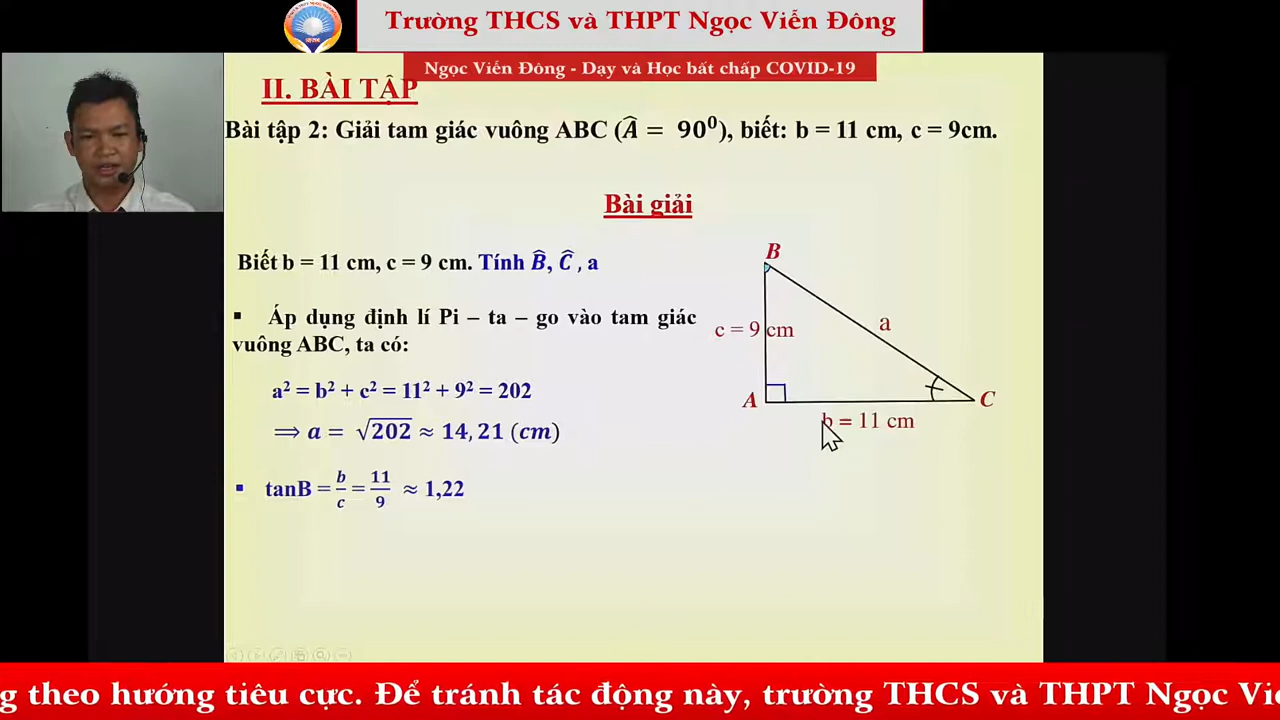 Trường THCS và THPT Ngọc Viễn Đông
Ngọc Viễn Đông - Dạy và Học bất chấp COVID-19
II. BÀI TẬP
Bài tập 2: Giải tam giác vuông ABC (Â = 90⁰), biết: b = 11 cm, c = 9cm.
Bài giải
Biết b = 11 cm, c = 9 cm. Tính B̂, Ĉ , a
▪ Áp dụng định lí Pi – ta – go vào tam giác
vuông ABC, ta có:
a² = b² + c² = 11² + 9² = 202
⟹ a = √202 ≈ 14,21 (cm)
▪ tanB = b/c = 11/9 ≈ 1,22
B
c = 9 cm
a
A
C
b = 11 cm
g theo hướng tiêu cực. Để tránh tác động này, trường THCS và THPT Ngọc Viễ